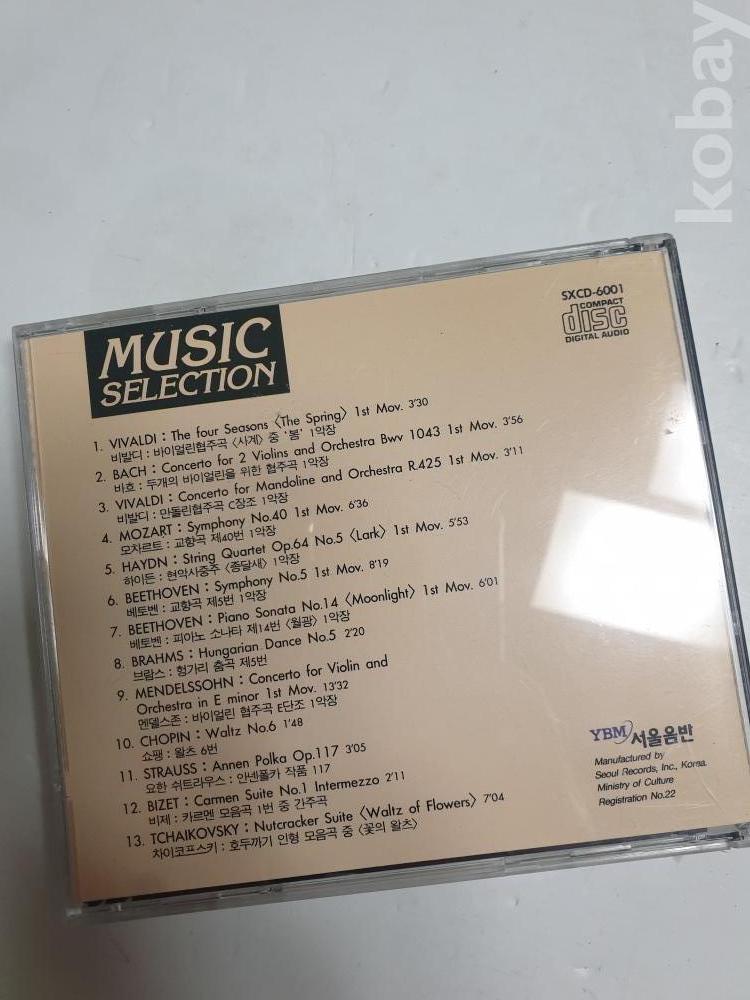 kobay
SXCD-6001
COMPACT
disc
DIGITAL AUDIO
MUSIC
SELECTION
1. VIVALDI : The four Seasons 〈The Spring〉 1st Mov. 3'30
비발디 : 바이얼린협주곡 〈사계〉 중 '봄' 1악장
2. BACH : Concerto for 2 Violins and Orchestra Bwv 1043 1st Mov. 3'56
바흐 : 두개의 바이얼린을 위한 협주곡 1악장
3. VIVALDI : Concerto for Mandoline and Orchestra R.425 1st Mov. 3'11
비발디 : 만돌린협주곡 C장조 1악장
4. MOZART : Symphony No.40 1st Mov. 6'36
모차르트 : 교향곡 제40번 1악장
5. HAYDN : String Quartet Op.64 No.5 〈Lark〉 1st Mov. 5'53
하이든 : 현악사중주 〈종달새〉 1악장
6. BEETHOVEN : Symphony No.5 1st Mov. 8'19
베토벤 : 교향곡 제5번 1악장
7. BEETHOVEN : Piano Sonata No.14 〈Moonlight〉 1st Mov. 6'01
베토벤 : 피아노 소나타 제14번 〈월광〉 1악장
8. BRAHMS : Hungarian Dance No.5 2'20
브람스 : 헝가리 춤곡 제5번
9. MENDELSSOHN : Concerto for Violin and
Orchestra in E minor 1st Mov. 13'32
멘델스존 : 바이얼린 협주곡 E단조 1악장
10. CHOPIN : Waltz No.6 1'48
쇼팽 : 왈츠 6번
11. STRAUSS : Annen Polka Op.117 3'05
요한 쉬트라우스 : 안넨폴카 작품 117
12. BIZET : Carmen Suite No.1 Intermezzo 2'11
비제 : 카르멘 모음곡 1번 중 간주곡
13. TCHAIKOVSKY : Nutcracker Suite 〈Waltz of Flowers〉 7'04
차이코프스키 : 호두까기 인형 모음곡 중 〈꽃의 왈츠〉
YBM 서울음반
Manufactured by
Seoul Records, Inc., Korea.
Ministry of Culture
Registration No.22